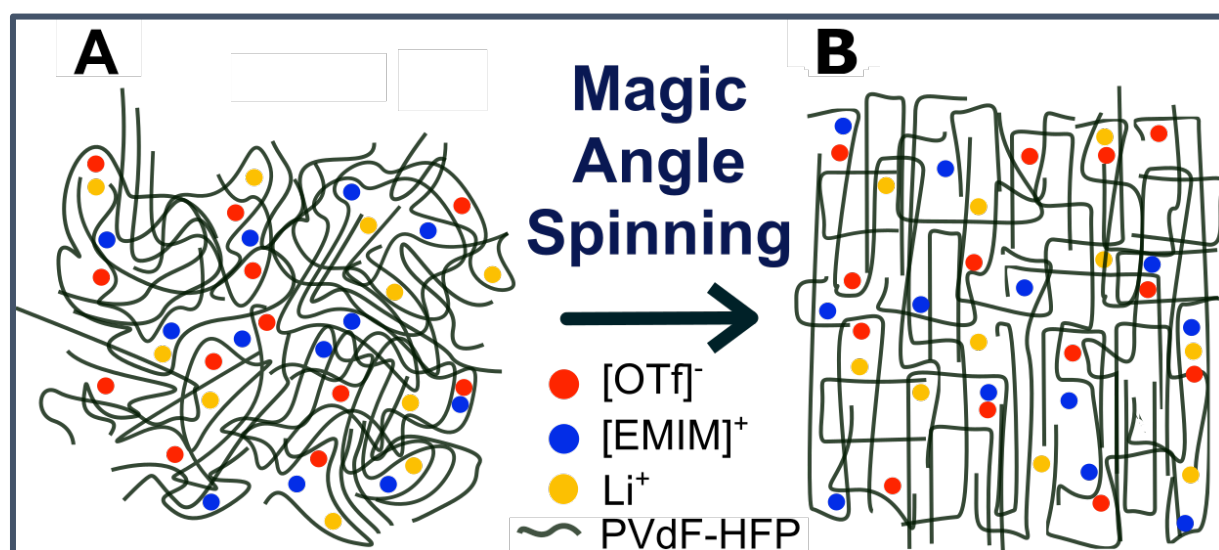 A
B
Magic
Angle
Spinning
[OTf]⁻
[EMIM]⁺
Li⁺
PVdF-HFP